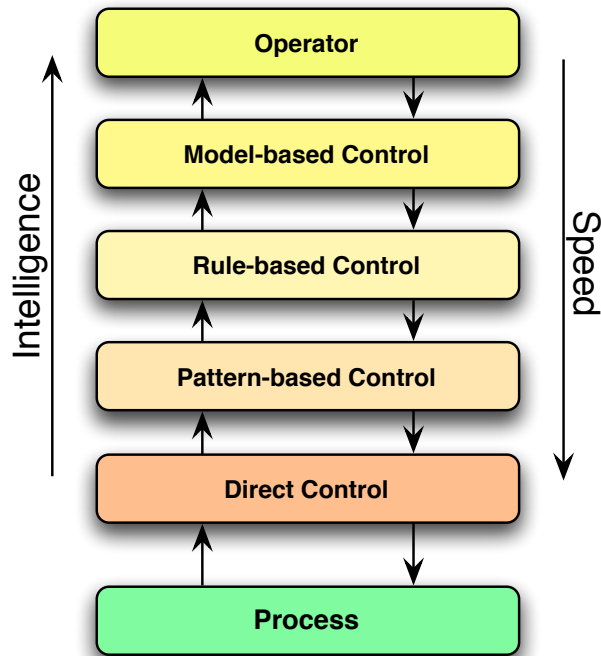 Operator
Model-based Control
Rule-based Control
Pattern-based Control
Direct Control
Process
Intelligence
Speed